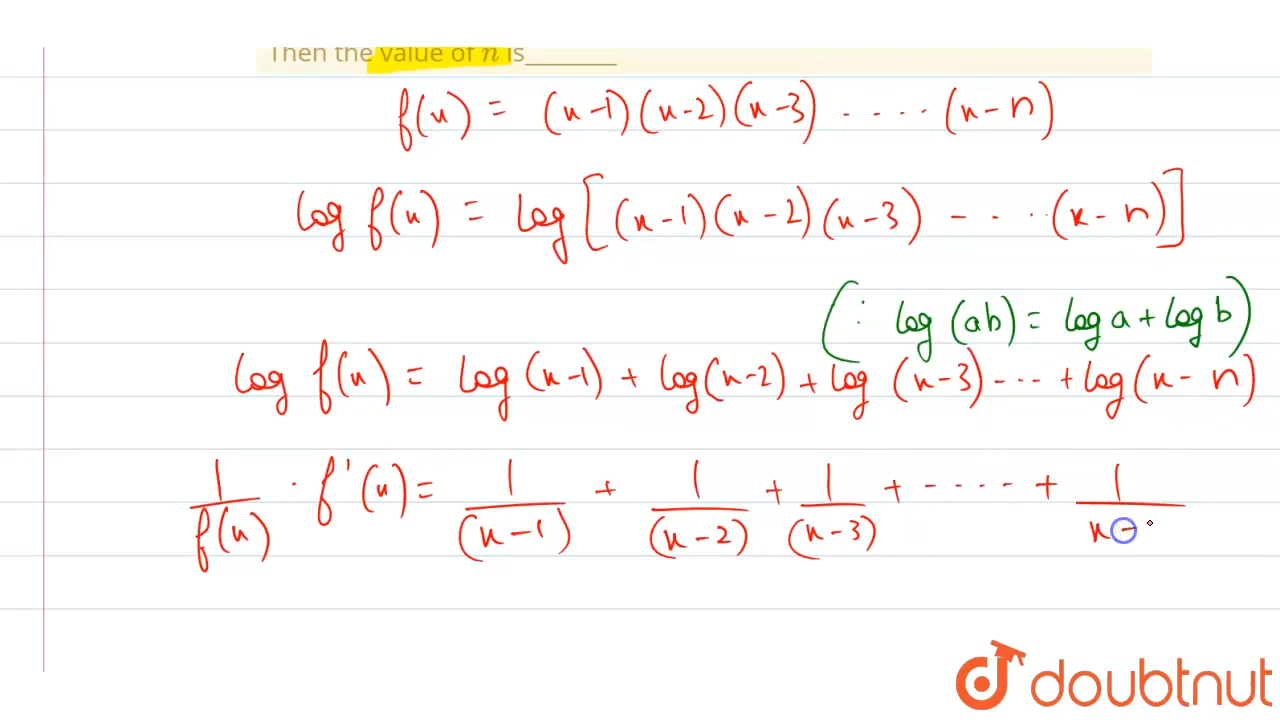 Then the value of n is________
f(x) = (x-1)(x-2)(x-3) ..... (x-n)
log f(x) = log[(x-1)(x-2)(x-3) - - ..(x-n)]
(∵ log(ab) = log a + log b)
log f(x) = log(x-1) + log(x-2) + log(x-3) - ... + log(x-n)
1/f(x) · f'(x) = 1/(x-1) + 1/(x-2) + 1/(x-3) + ..... + 1/x-
doubtnut